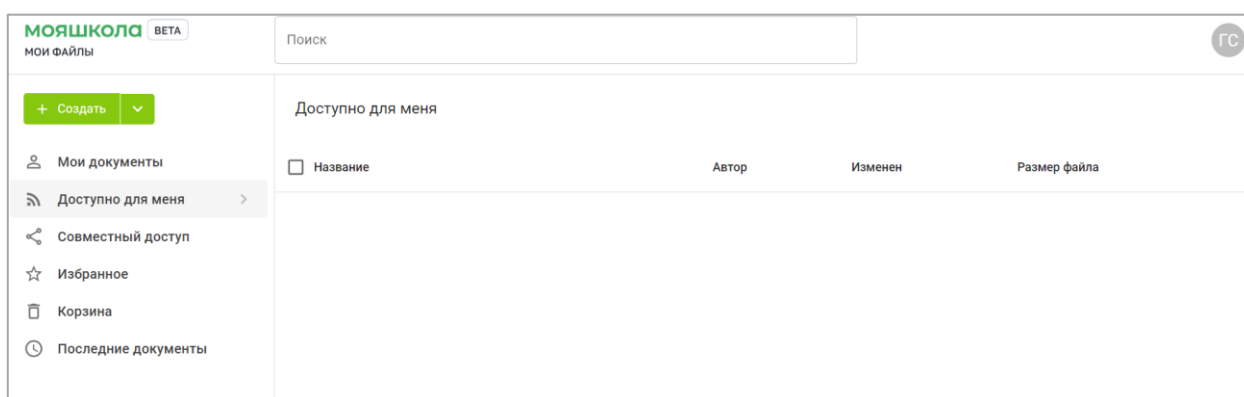 МОЯШКОЛА BETA
МОИ ФАЙЛЫ
Поиск
ГС
+ Создать
Доступно для меня
Мои документы
Доступно для меня
Совместный доступ
Избранное
Корзина
Последние документы
Название Автор Изменен Размер файла